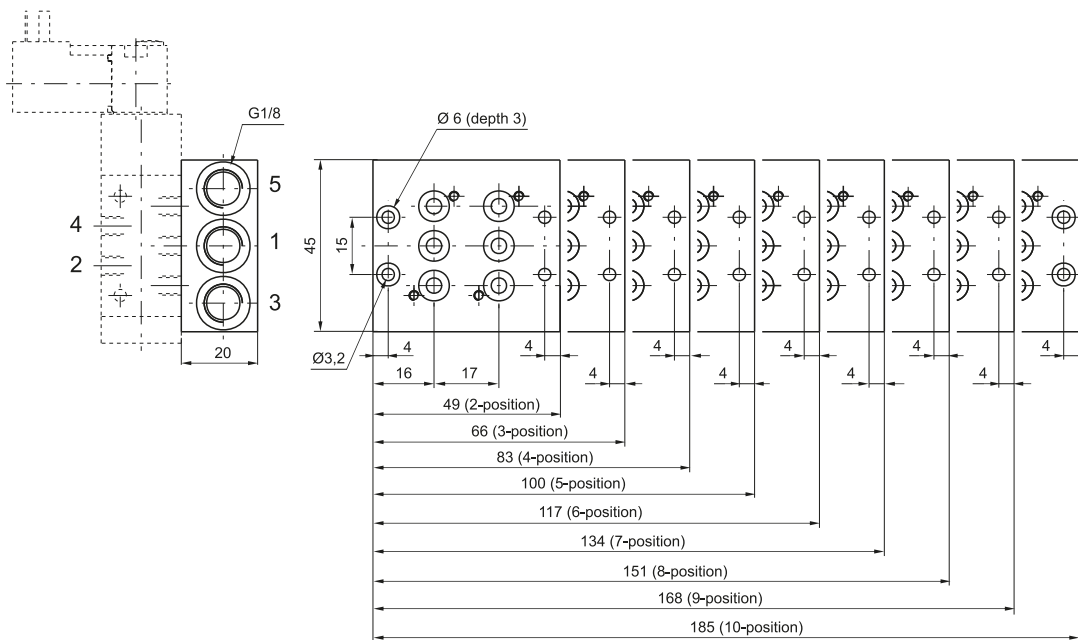 G1/8
Ø 6 (depth 3)
5
4
1
2
3
45
15
20
Ø3,2
4
4
4
4
4
4
16
17
4
4
4
4
49 (2-position)
66 (3-position)
83 (4-position)
100 (5-position)
117 (6-position)
134 (7-position)
151 (8-position)
168 (9-position)
185 (10-position)